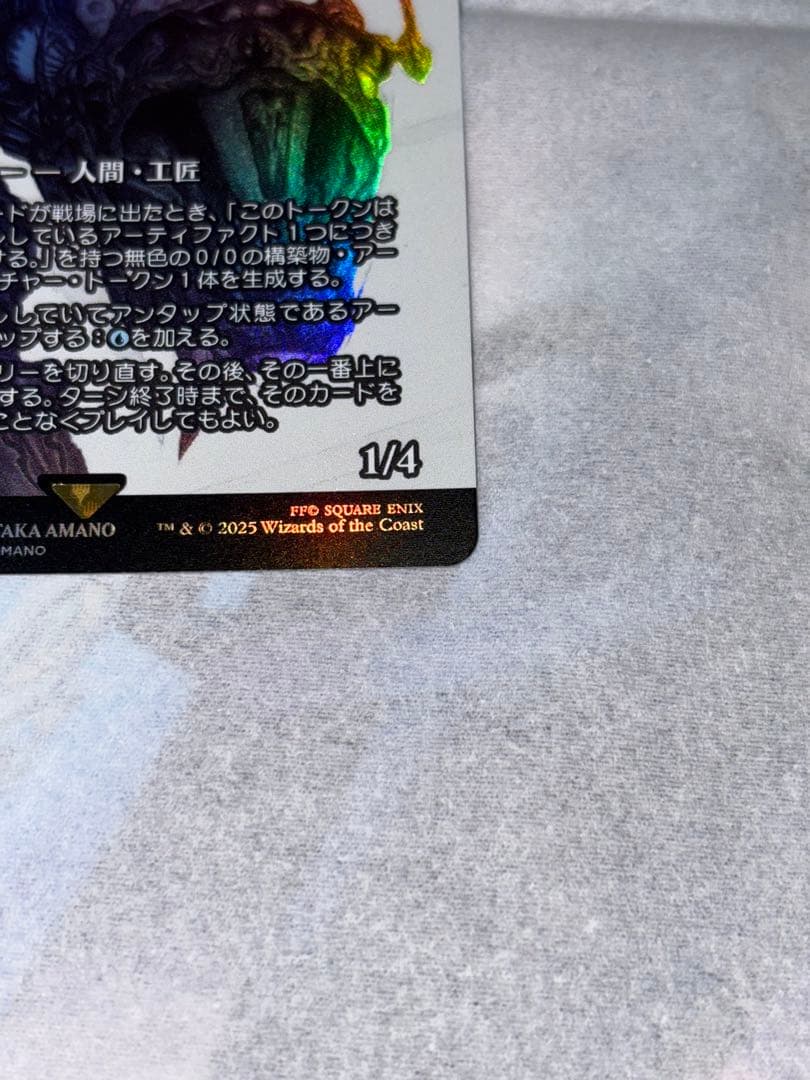 ー 人間・工匠
ードが戦場に出たとき、「このトークンは
しているアーティファクト1つにつき
ける。」を持つ無色の0/0の構築物・アー
チャー・トークン1体を生成する。
していてアンタップ状態であるアー
ップする:を加える。
リーを切り直す。その後、その一番上に
する。ターン終了時まで、そのカードを
ことなくプレイしてもよい。
1/4
TAKA AMANO
FF© SQUARE ENIX
AMANO
™ & © 2025 Wizards of the Coast